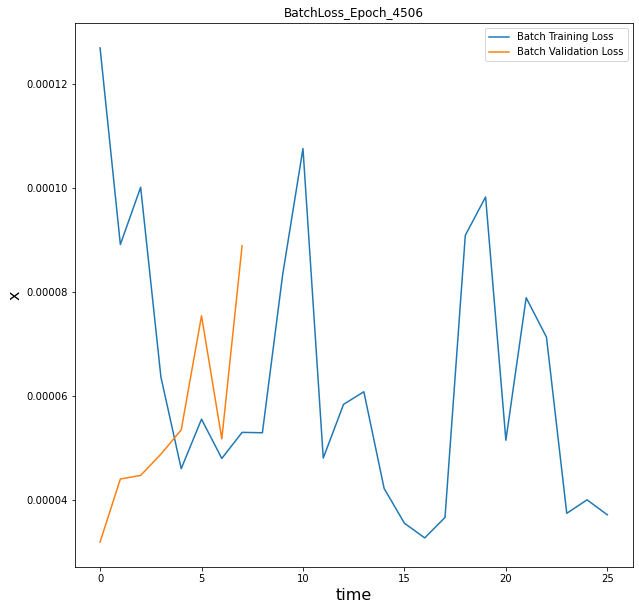 BatchLoss_Epoch_4506
Batch Training Loss
Batch Validation Loss
0.00012
0.00010
0.00008
0.00006
0.00004
x
0
5
10
15
20
25
time